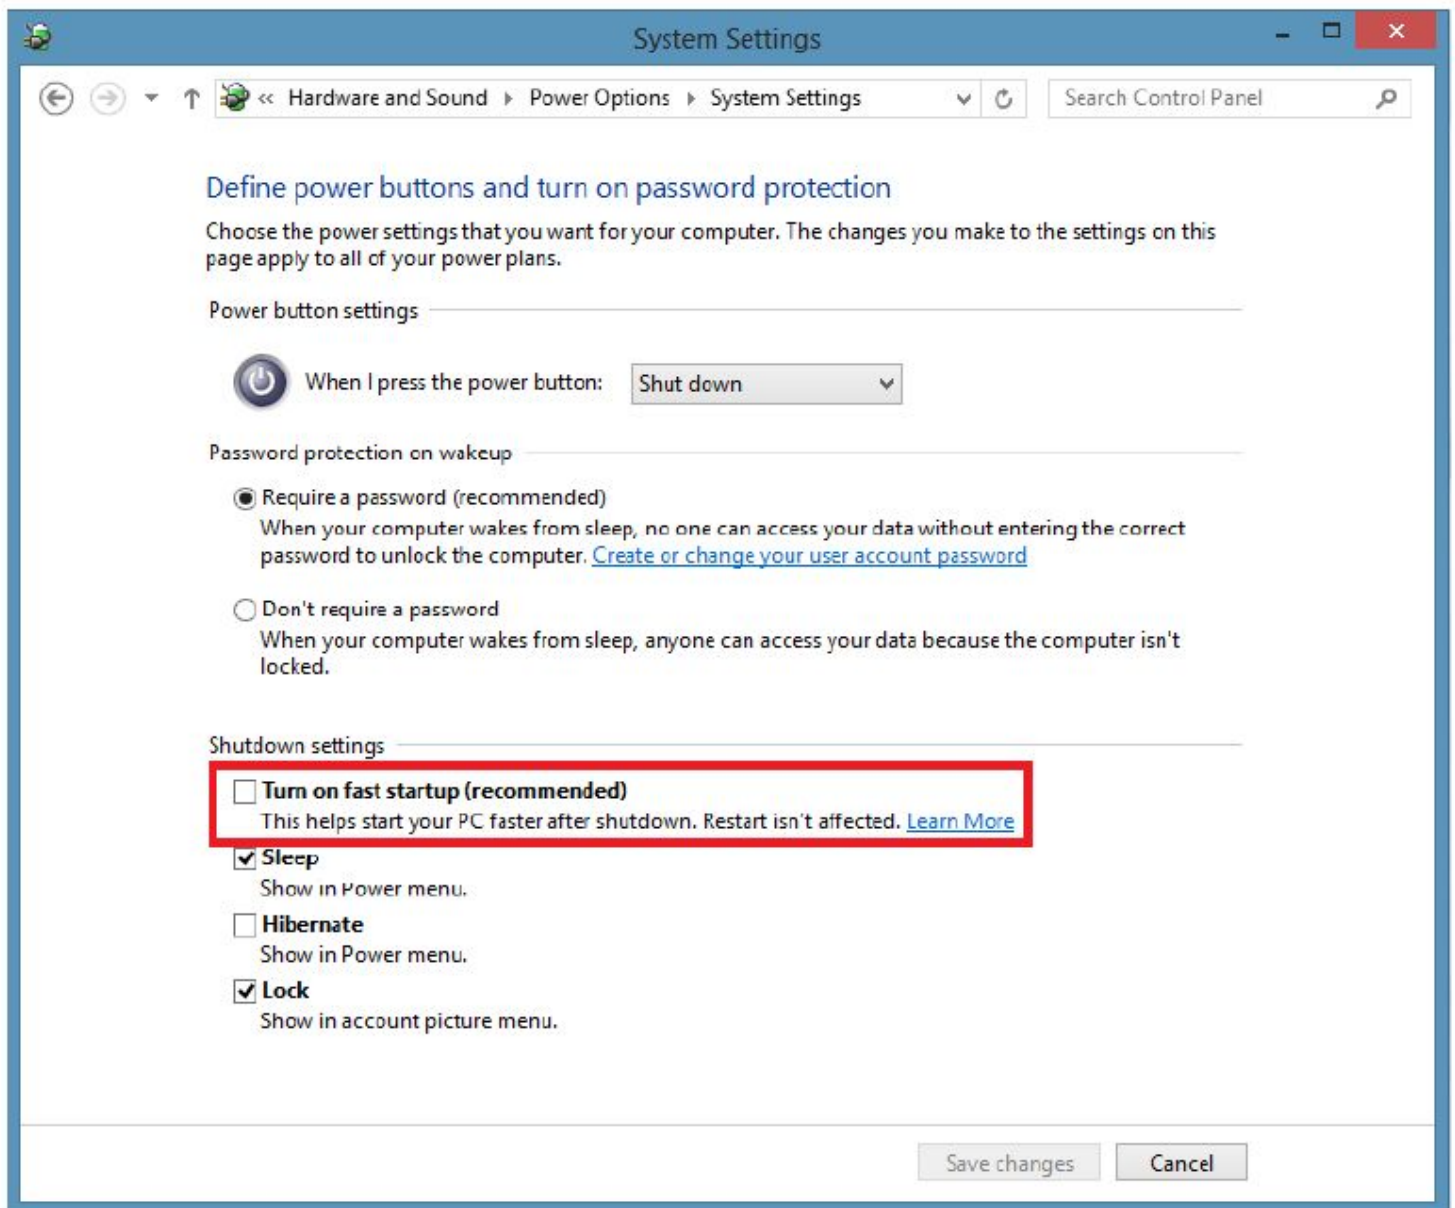 System Settings
« Hardware and Sound Power Options System Settings
Search Control Panel
Define power buttons and turn on password protection
Choose the power settings that you want for your computer. The changes you make to the settings on this
page apply to all of your power plans.
Power button settings
When I press the power button: Shut down
Password protection on wakeup
Require a password (recommended)
When your computer wakes from sleep, no one can access your data without entering the correct
password to unlock the computer. Create or change your user account password
Don't require a password
When your computer wakes from sleep, anyone can access your data because the computer isn't
locked.
Shutdown settings
Turn on fast startup (recommended)
This helps start your PC faster after shutdown. Restart isn't affected. Learn More
Sleep
Show in Power menu.
Hibernate
Show in Power menu.
Lock
Show in account picture menu.
Save changes Cancel